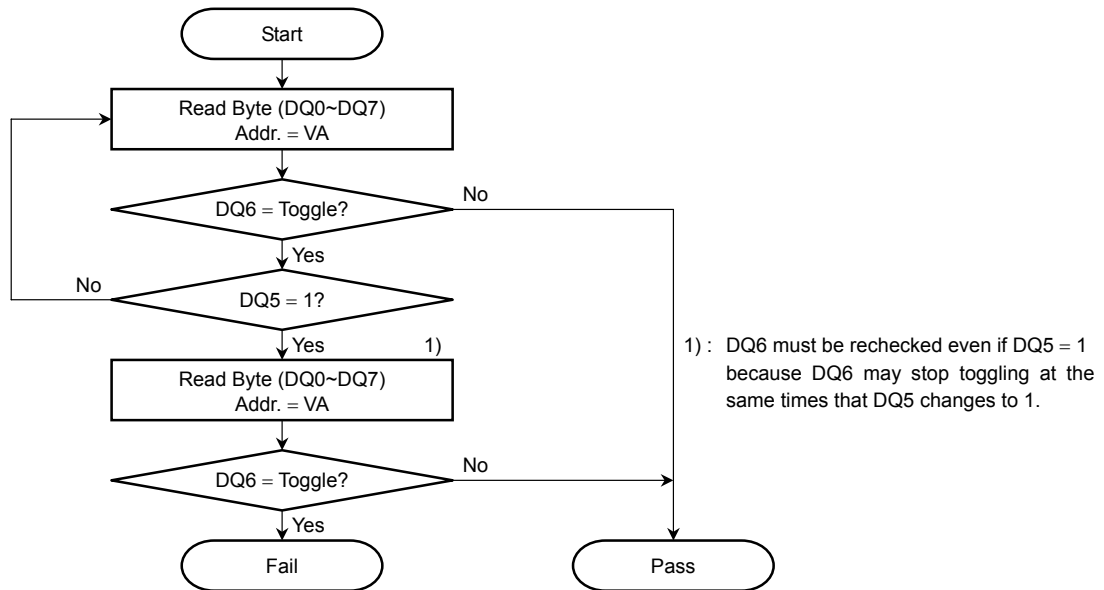 Start
Read Byte (DQ0~DQ7)
Addr. = VA
DQ6 = Toggle?
No
Yes
No
DQ5 = 1?
Yes
1)
Read Byte (DQ0~DQ7)
Addr. = VA
DQ6 = Toggle?
No
Yes
Fail
Pass
1) : DQ6 must be rechecked even if DQ5 = 1
because DQ6 may stop toggling at the
same times that DQ5 changes to 1.